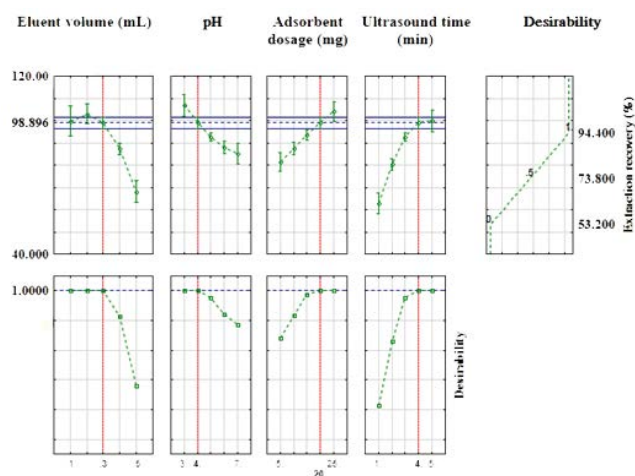 Eluent volume (mL) pH Adsorbent dosage (mg) Ultrasound time (min) Desirability
120.00
98.896
40.000
94.400
73.800
53.200
Extraction recovery (%)
1
.5
0
1.0000
Desirability
1 3 5 3 4 7 5 25 1 4 5
20